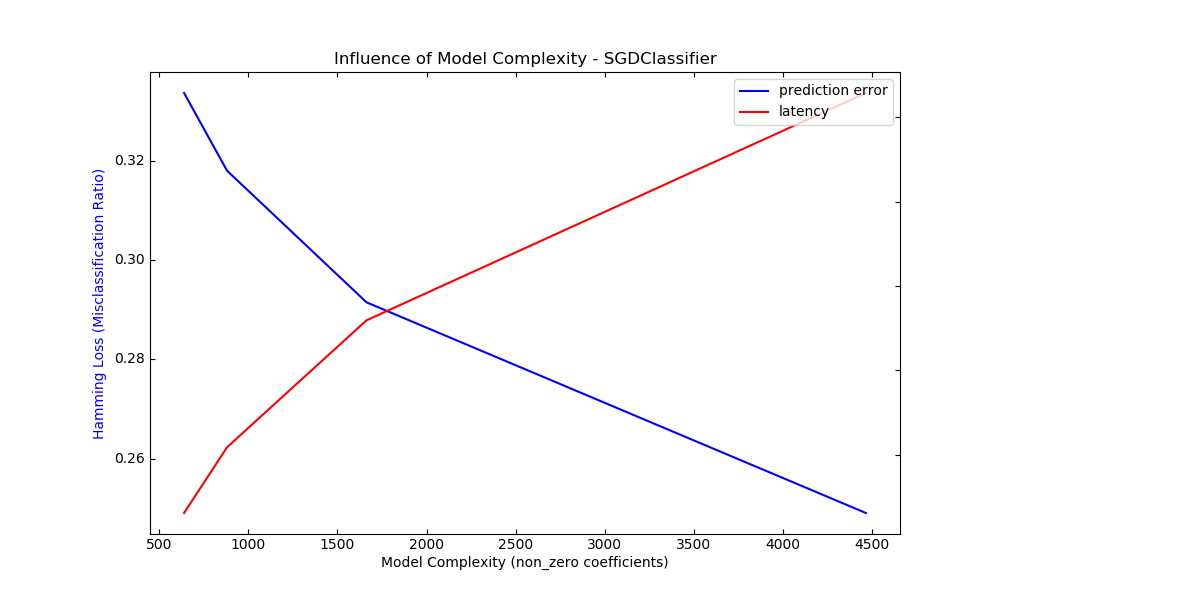 Influence of Model Complexity - SGDClassifier
prediction error
latency
0.32
0.30
0.28
0.26
Hamming Loss (Misclassification Ratio)
500 1000 1500 2000 2500 3000 3500 4000 4500
Model Complexity (non_zero coefficients)